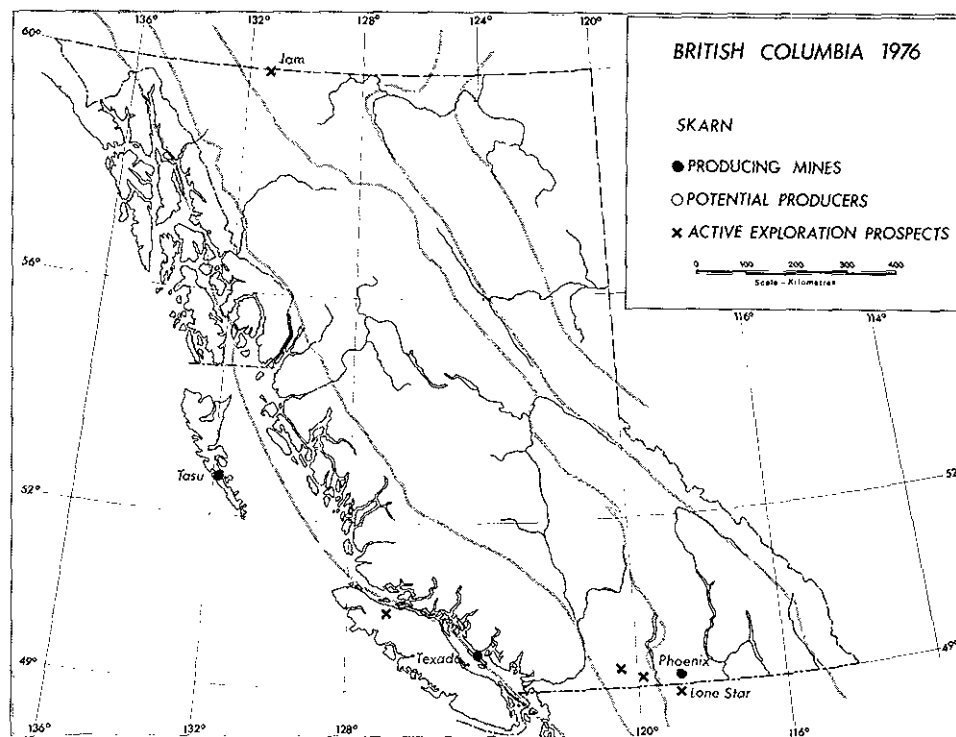 136° 132° 128° 124° 120°
60°
Jam
BRITISH COLUMBIA 1976
SKARN
● PRODUCING MINES
○ POTENTIAL PRODUCERS
× ACTIVE EXPLORATION PROSPECTS
0 100 200 300 400
Scale - Kilometres
56°
116° 114°
Tasu
52° 52°
49° 49°
Texada
Phoenix
Lone Star
136° 132° 128° 120° 116°